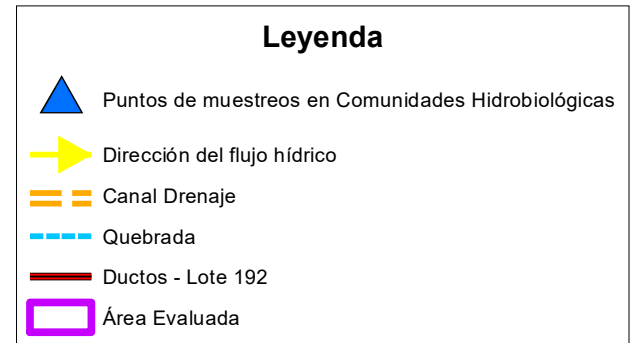 Leyenda
Puntos de muestreos en Comunidades Hidrobiológicas
Dirección del flujo hídrico
Canal Drenaje
Quebrada
Ductos - Lote 192
Área Evaluada